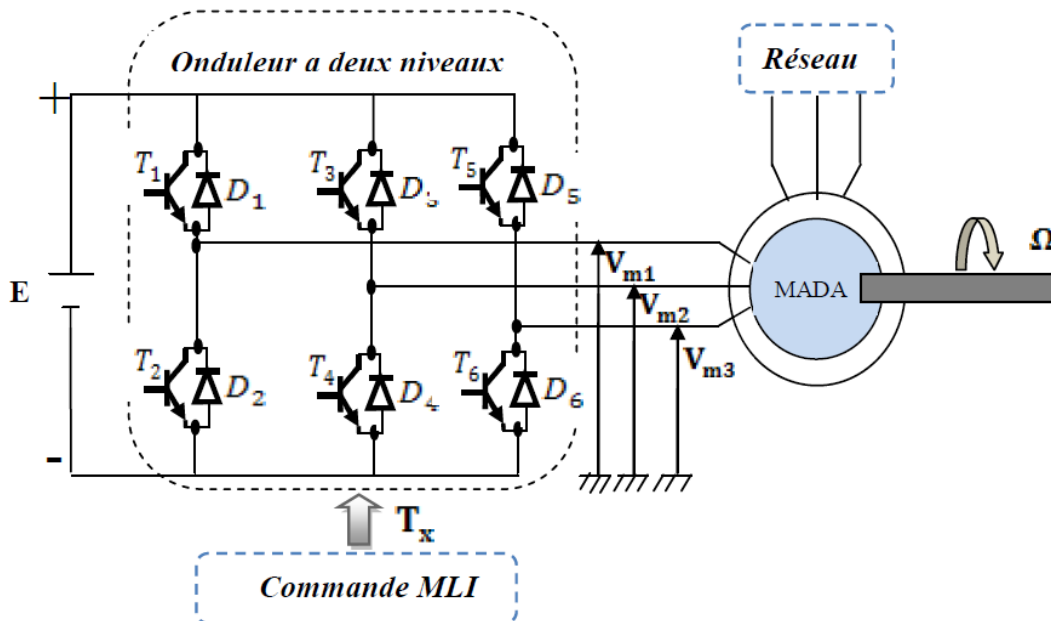 Onduleur a deux niveaux
Réseau
+
T1
D1
T3
D3
T5
D5
Ω
E
Vm1
MADA
Vm2
Vm3
T2
D2
T4
D4
T6
D6
-
Tx
Commande MLI